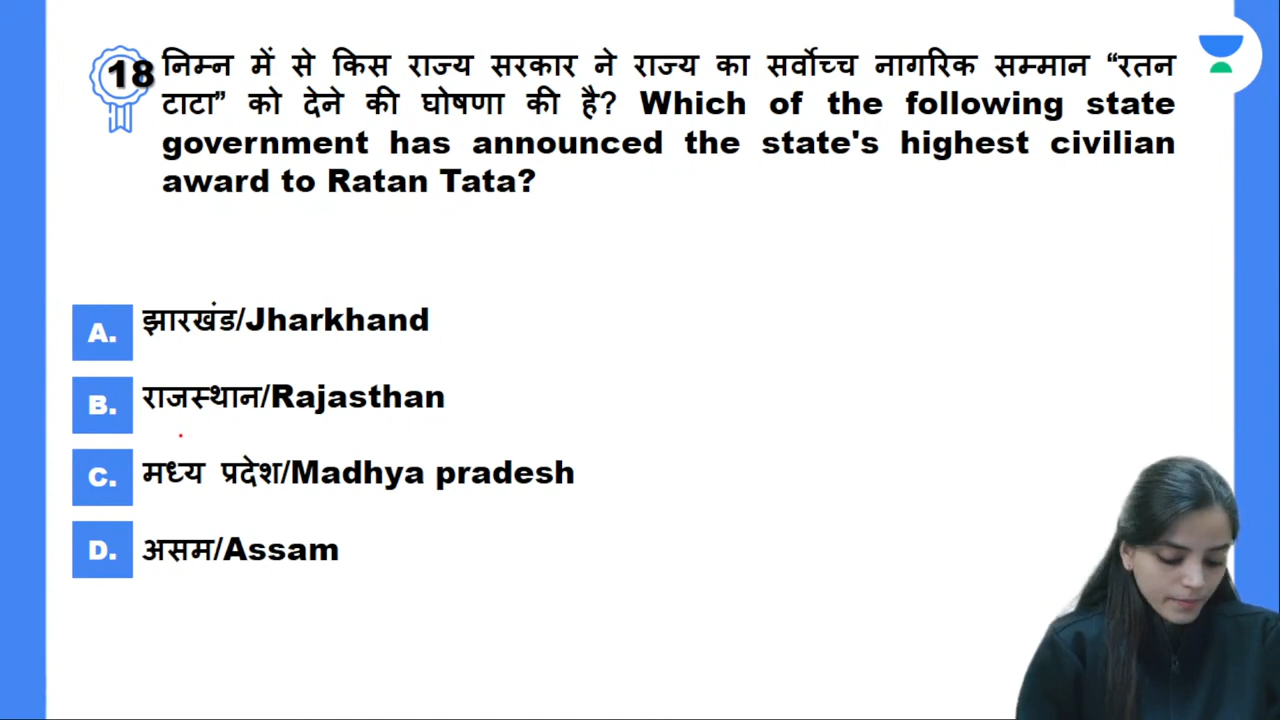 18 निम्न में से किस राज्य सरकार ने राज्य का सर्वोच्च नागरिक सम्मान “रतन
टाटा” को देने की घोषणा की है? Which of the following state
government has announced the state's highest civilian
award to Ratan Tata?
A. झारखंड/Jharkhand
B. राजस्थान/Rajasthan
C. मध्य प्रदेश/Madhya pradesh
D. असम/Assam